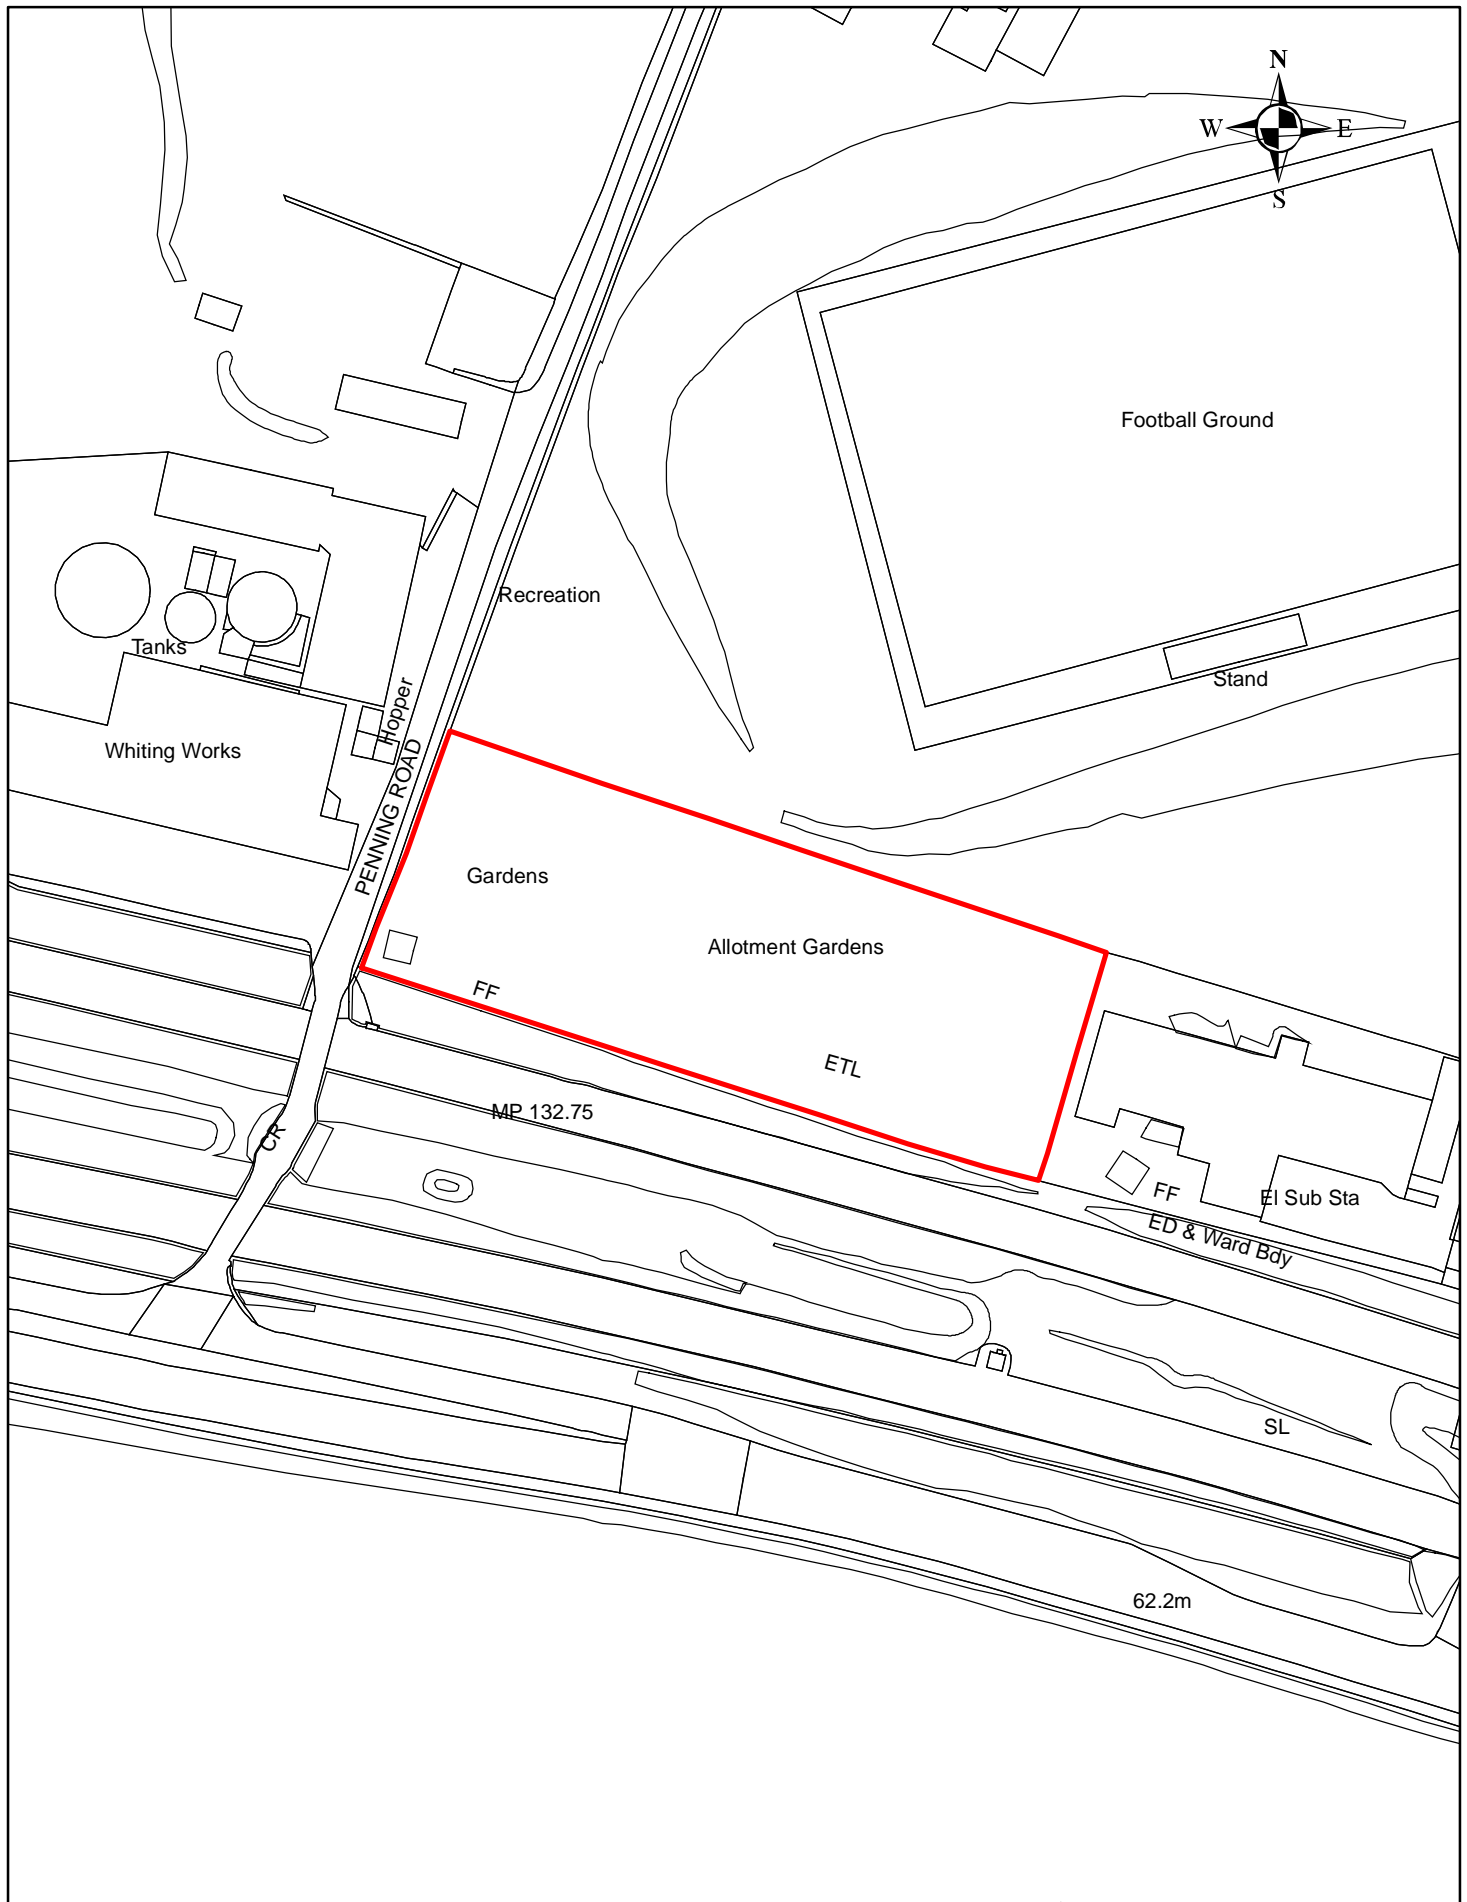 N
W E
S
Football Ground
Recreation
Tanks
Stand
Hopper
Whiting Works
PENNING ROAD
Gardens
Allotment Gardens
FF
ETL
MP 132.75
CR
FF
El Sub Sta
ED & Ward Bdy
SL
62.2m